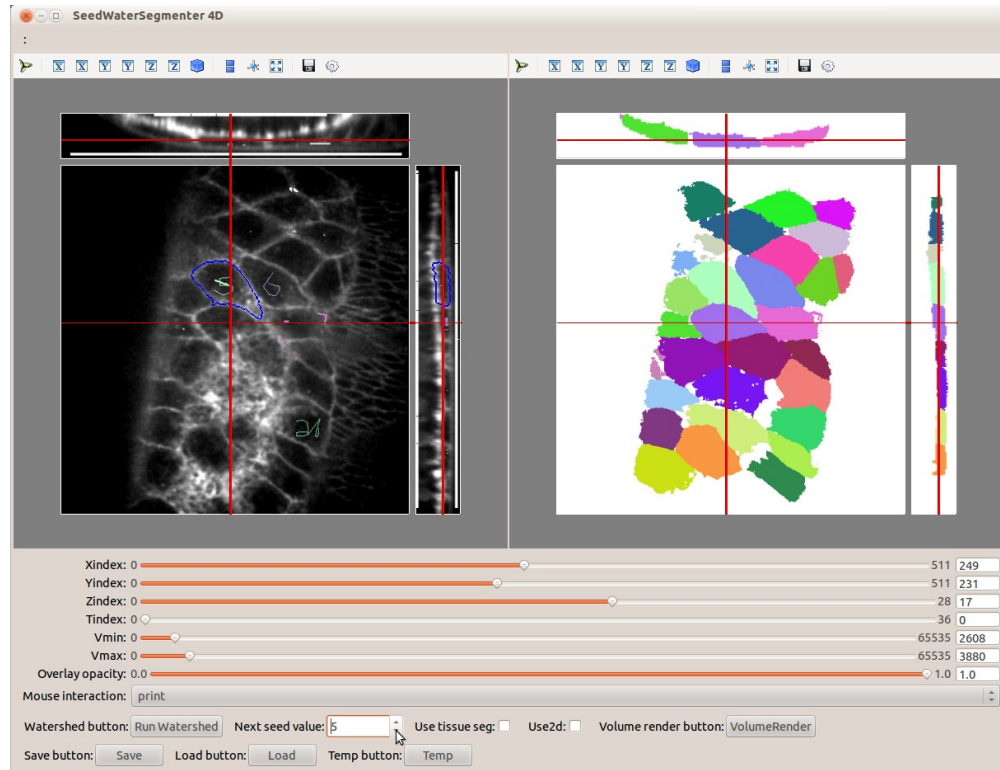 SeedWaterSegmenter 4D
:
X X Y Y Z Z
X X Y Y Z Z
Xindex: 0 511 249
Yindex: 0 511 231
Zindex: 0 28 17
Tindex: 0 36 0
Vmin: 0 65535 2608
Vmax: 0 65535 3880
Overlay opacity: 0.0 1.0 1.0
Mouse interaction: print
Watershed button: Run Watershed Next seed value: 5 Use tissue seg: Use2d: Volume render button: VolumeRender
Save button: Save Load button: Load Temp button: Temp